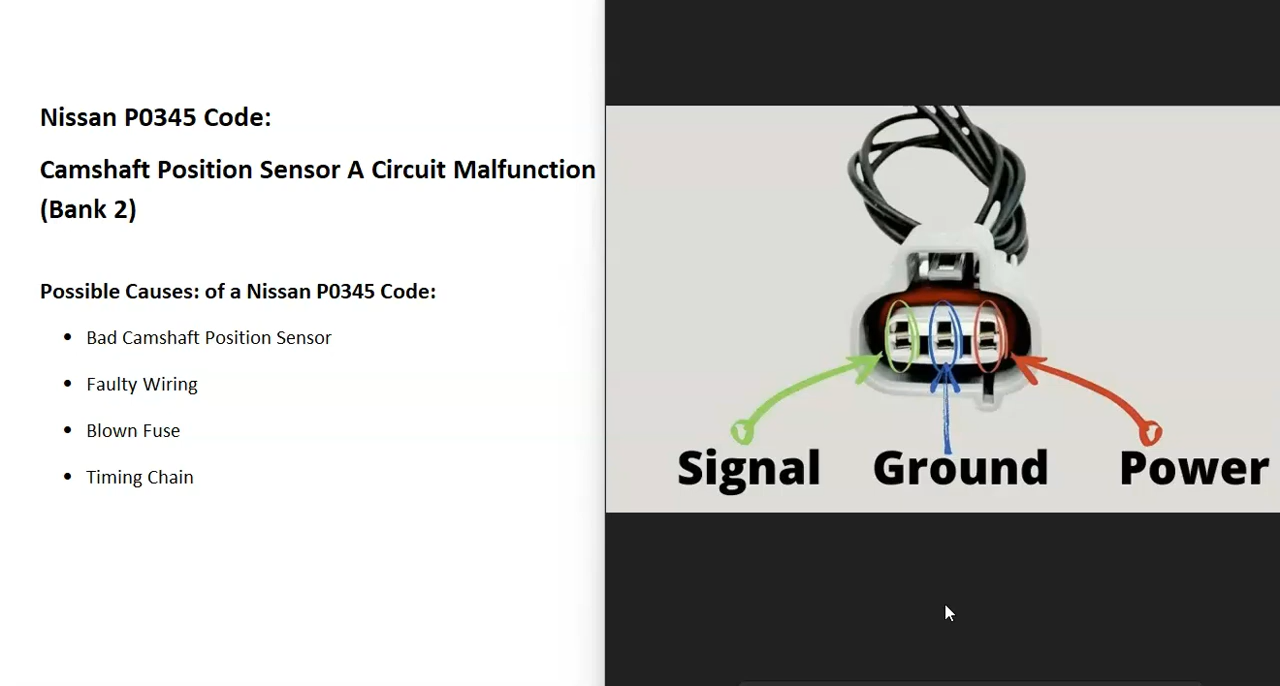 Nissan P0345 Code:
Camshaft Position Sensor A Circuit Malfunction
(Bank 2)
Possible Causes: of a Nissan P0345 Code:
• Bad Camshaft Position Sensor
• Faulty Wiring
• Blown Fuse
• Timing Chain
Signal Ground Power